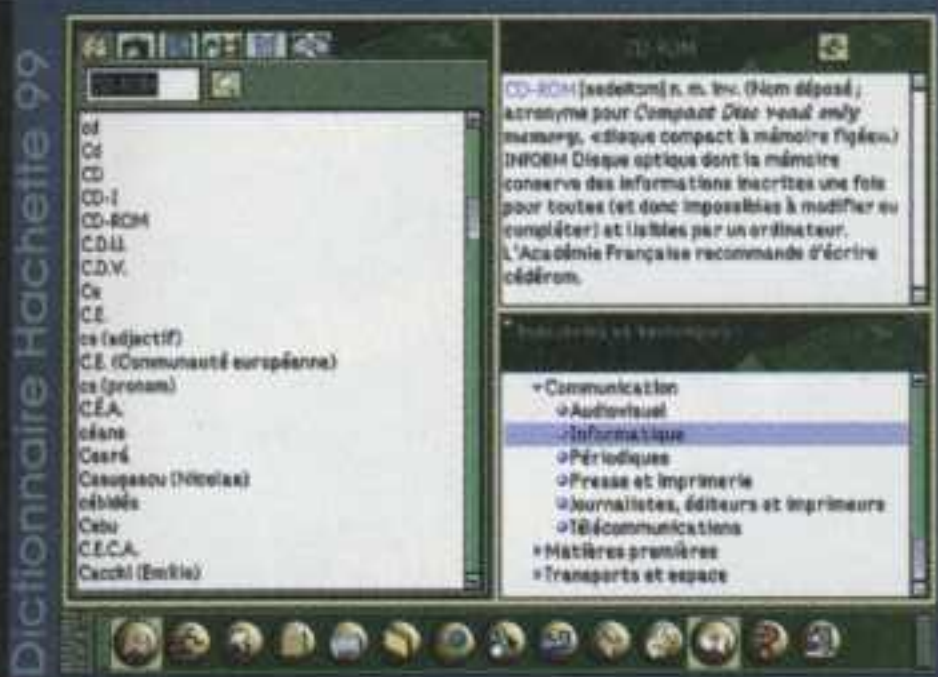 Dictionnaire Hachette 99
cd
Cd
CD
CD-I
CD-ROM
C.D.U.
C.D.V.
Ce
C.E.
ce (adjectif)
C.E. (Communauté européenne)
ce (pronom)
C.É.A.
céans
Ceará
(Nicolae)
cébidés
Cebu
C.E.C.A.
Cecchi (Emilio)
CD-ROM
CD-ROM [sedeRɔm] n. m. inv. (Nom déposé;
acronyme pour Compact Disc read only
memory, «disque compact à mémoire figée».)
INFORM Disque optique dont la mémoire
conserve des informations inscrites une fois
pour toutes (et donc impossibles à modifier ou
compléter) et lisibles par un ordinateur.
L'Académie Française recommande d'écrire
cédérom.
et techniques
Communication
Audiovisuel
Informatique
Périodiques
Presse et imprimerie
Journalistes, éditeurs et imprimeurs
Télécommunications
Matières premières
Transports et espace